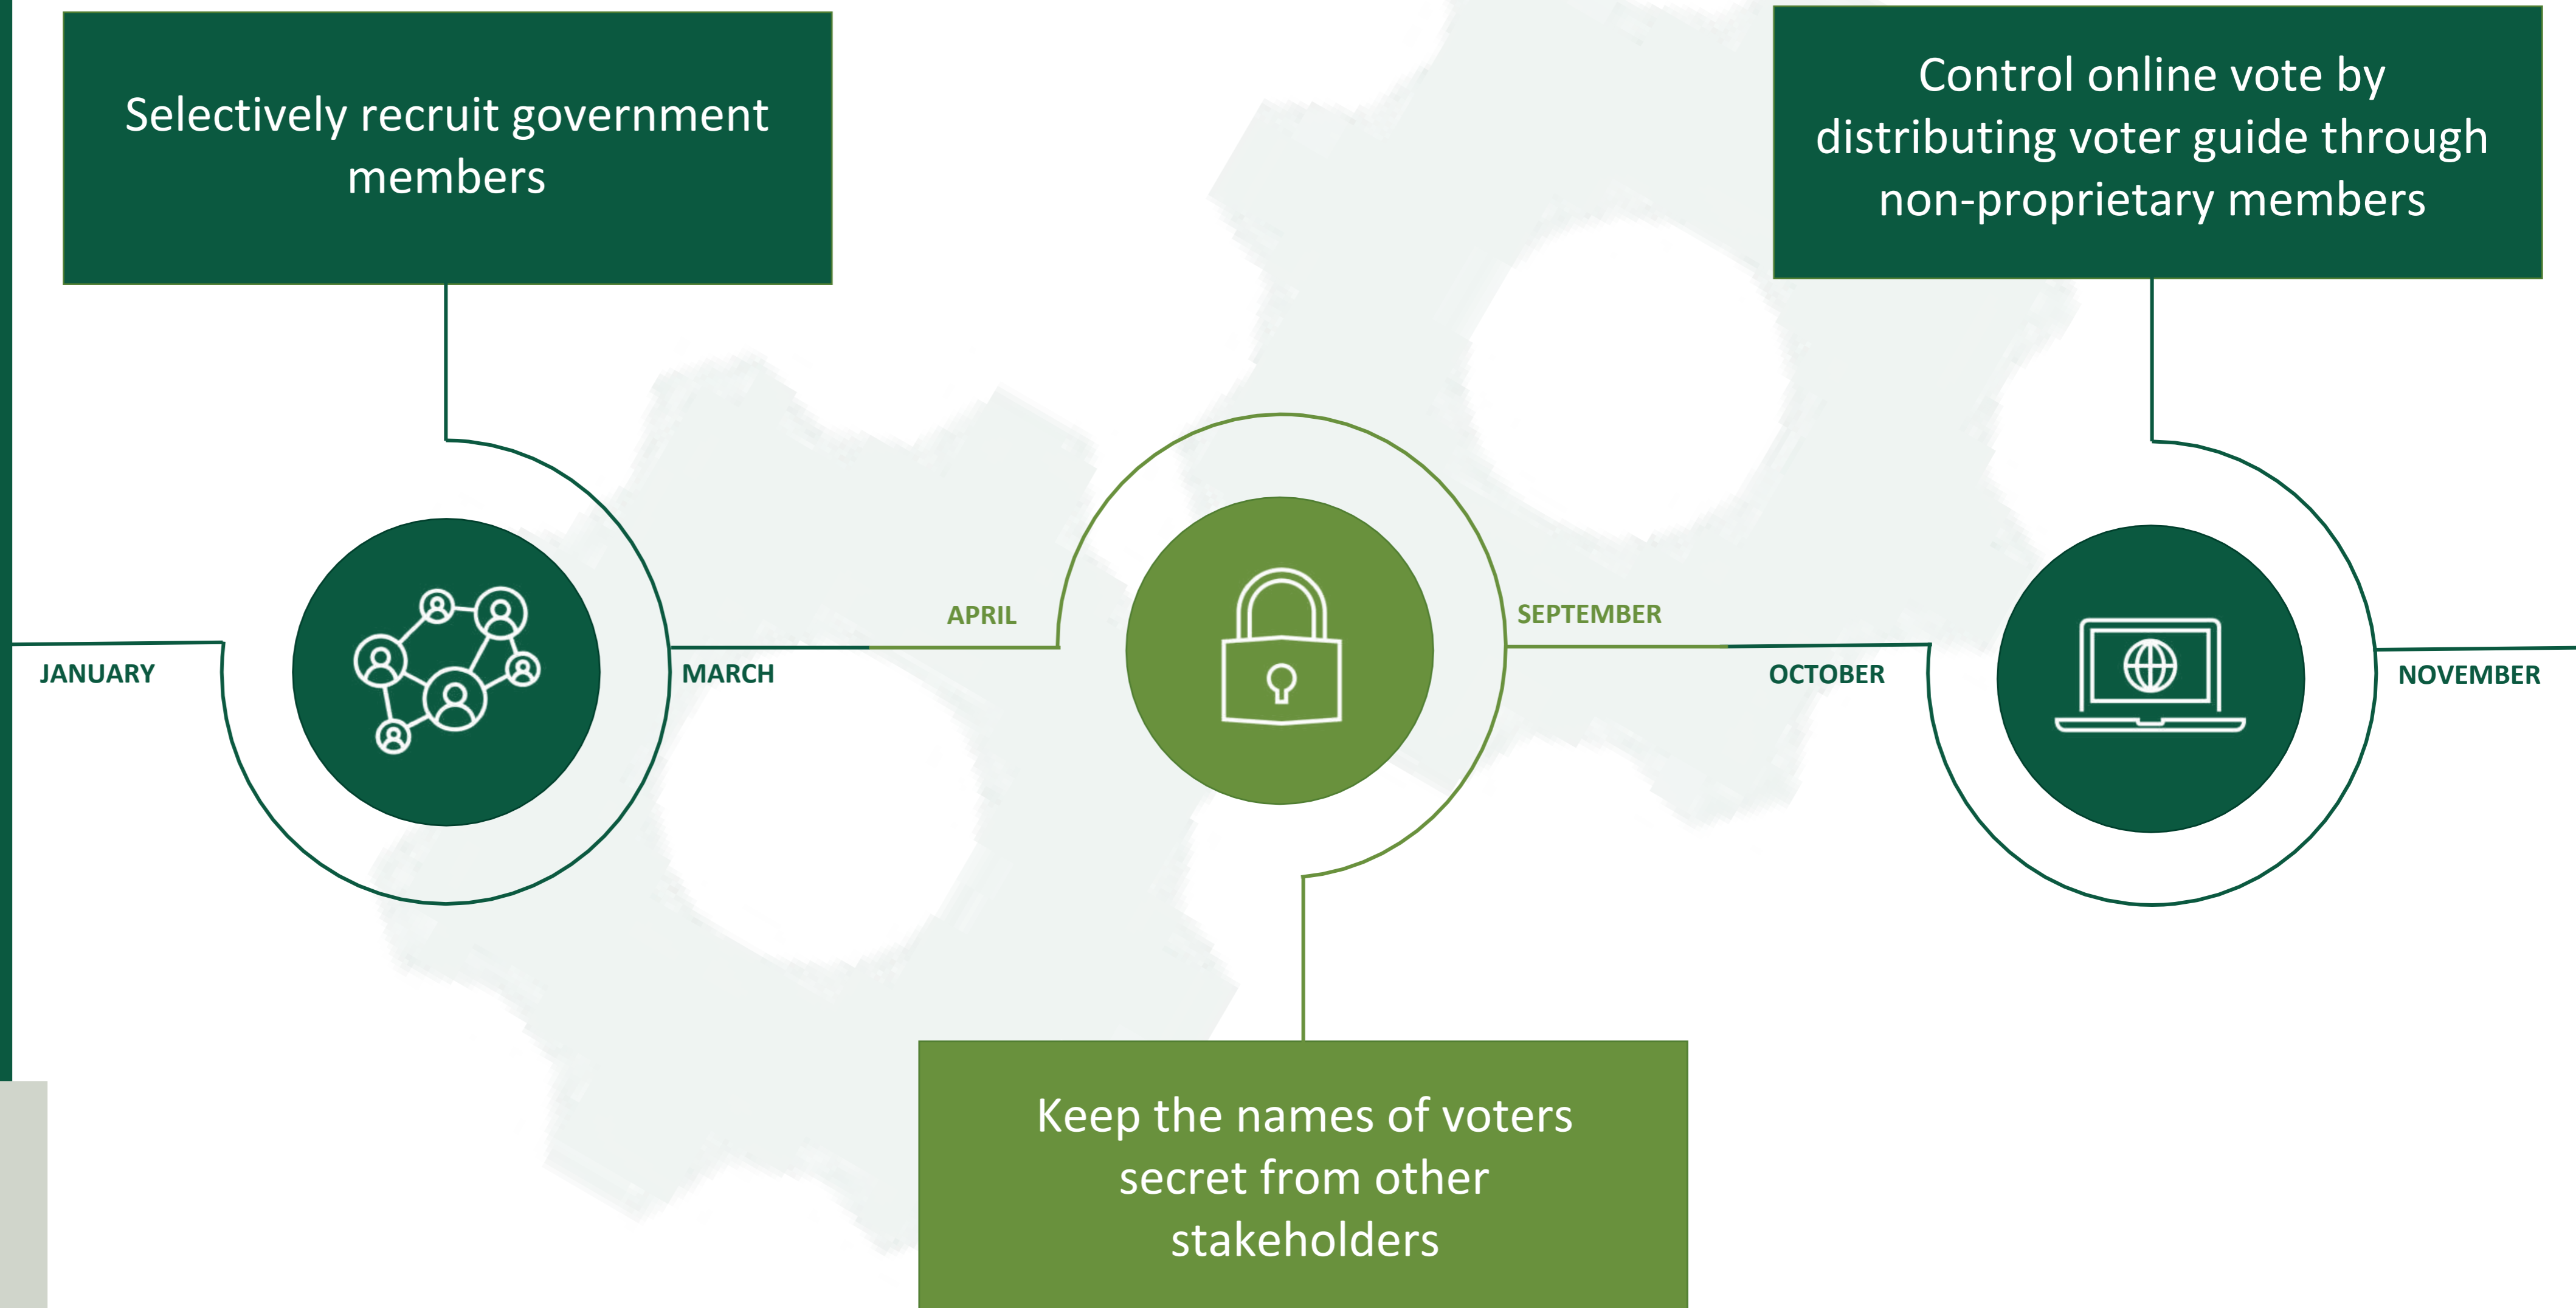 Selectively recruit government
members
Control online vote by
distributing voter guide through
non-proprietary members
JANUARY
MARCH
APRIL
SEPTEMBER
OCTOBER
NOVEMBER
Keep the names of voters
secret from other
stakeholders